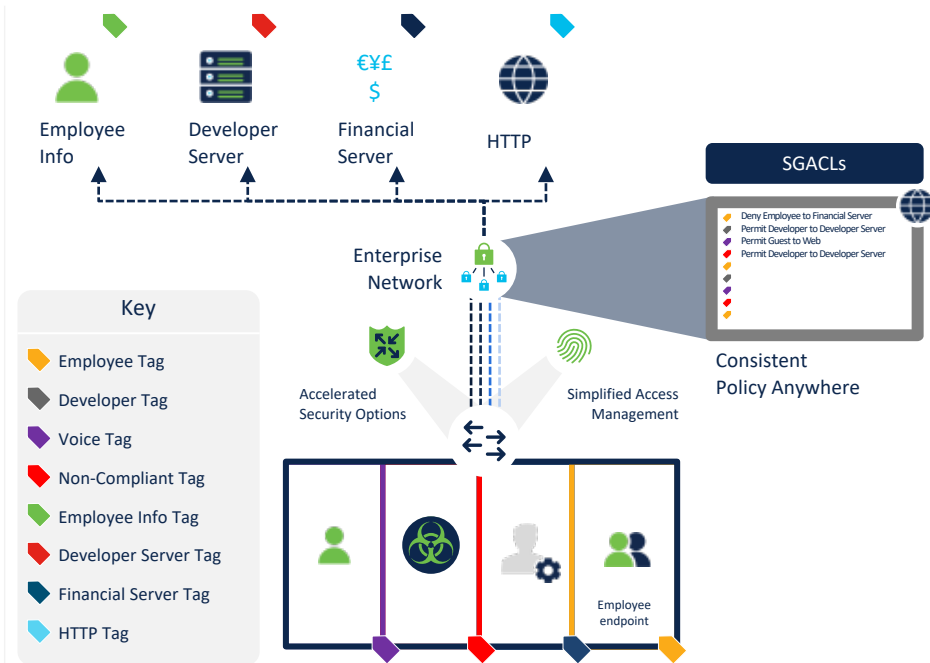 €¥£
$
Employee
Info
Developer
Server
Financial
Server
HTTP
SGACLs
Deny Employee to Financial Server
Permit Developer to Developer Server
Permit Guest to Web
Permit Developer to Developer Server
Enterprise
Network
Consistent
Policy Anywhere
Key
Employee Tag
Developer Tag
Voice Tag
Non-Compliant Tag
Employee Info Tag
Developer Server Tag
Financial Server Tag
HTTP Tag
Accelerated
Security Options
Simplified Access
Management
Employee
endpoint